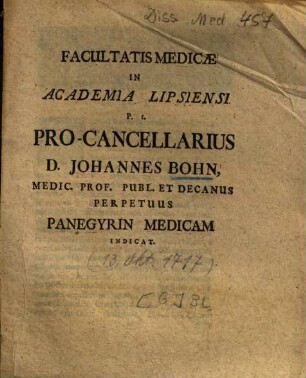 Diss Med 457
FACULTATIS MEDICÆ
IN
ACADEMIA LIPSIENSI
P. t.
PRO-CANCELLARIUS
D. JOHANNES BOHN,
MEDIC. PROF. PUBL. ET DECANUS
PERPETUUS
PANEGYRIN MEDICAM
INDICAT.
(13. Okt. 1717).